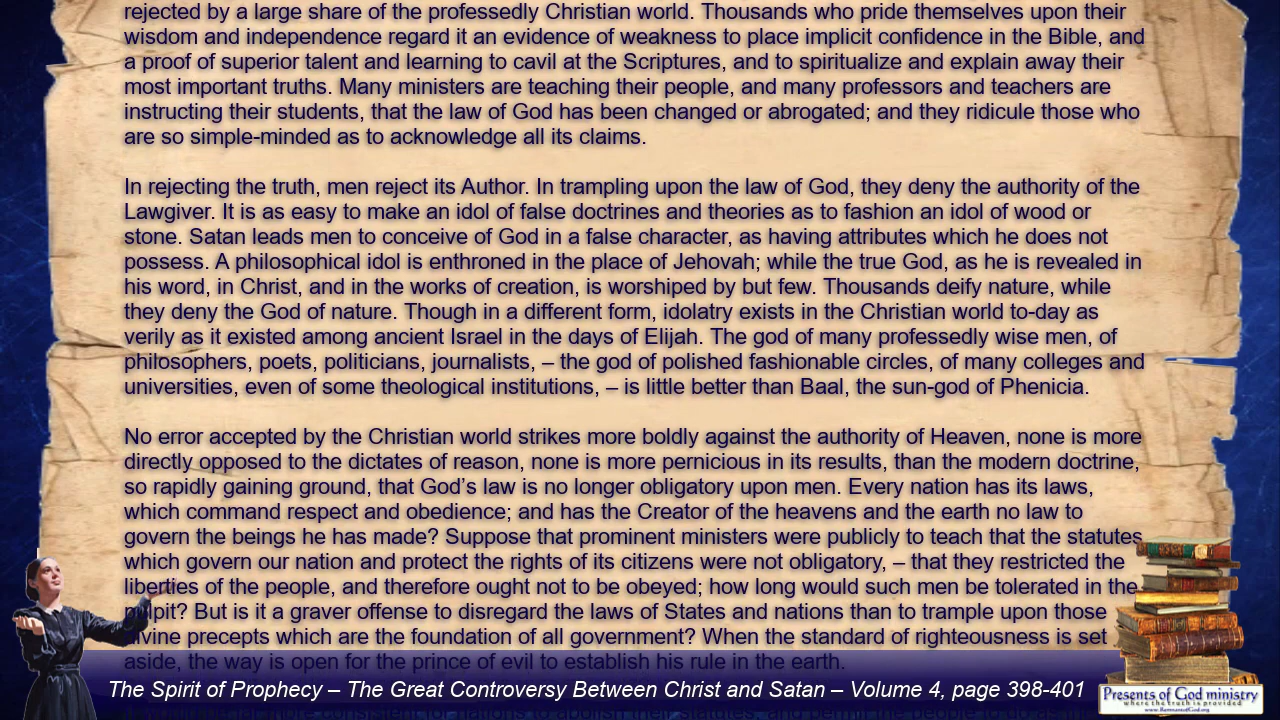 rejected by a large share of the professedly Christian world. Thousands who pride themselves upon their
wisdom and independence regard it an evidence of weakness to place implicit confidence in the Bible, and
a proof of superior talent and learning to cavil at the Scriptures, and to spiritualize and explain away their
most important truths. Many ministers are teaching their people, and many professors and teachers are
instructing their students, that the law of God has been changed or abrogated; and they ridicule those who
are so simple-minded as to acknowledge all its claims.
In rejecting the truth, men reject its Author. In trampling upon the law of God, they deny the authority of the
Lawgiver. It is as easy to make an idol of false doctrines and theories as to fashion an idol of wood or
stone. Satan leads men to conceive of God in a false character, as having attributes which he does not
possess. A philosophical idol is enthroned in the place of Jehovah; while the true God, as he is revealed in
his word, in Christ, and in the works of creation, is worshiped by but few. Thousands deify nature, while
they deny the God of nature. Though in a different form, idolatry exists in the Christian world to-day as
verily as it existed among ancient Israel in the days of Elijah. The god of many professedly wise men, of
philosophers, poets, politicians, journalists, – the god of polished fashionable circles, of many colleges and
universities, even of some theological institutions, – is little better than Baal, the sun-god of Phenicia.
No error accepted by the Christian world strikes more boldly against the authority of Heaven, none is more
directly opposed to the dictates of reason, none is more pernicious in its results, than the modern doctrine,
so rapidly gaining ground, that God's law is no longer obligatory upon men. Every nation has its laws,
which command respect and obedience; and has the Creator of the heavens and the earth no law to
govern the beings he has made? Suppose that prominent ministers were publicly to teach that the statutes
which govern our nation and protect the rights of its citizens were not obligatory, – that they restricted the
liberties of the people, and therefore ought not to be obeyed; how long would such men be tolerated in the
pulpit? But is it a graver offense to disregard the laws of States and nations than to trample upon those
divine precepts which are the foundation of all government? When the standard of righteousness is set
aside, the way is open for the prince of evil to establish his rule in the earth.
The Spirit of Prophecy – The Great Controversy Between Christ and Satan – Volume 4, page 398-401
Presents of God ministry
where the truth is provided
www.RemnantofGod.org